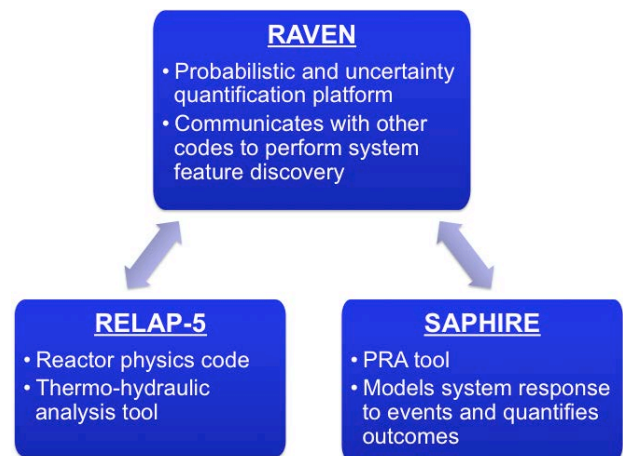 RAVEN
• Probabilistic and uncertainty
quantification platform
• Communicates with other
codes to perform system
feature discovery
RELAP-5
• Reactor physics code
• Thermo-hydraulic
analysis tool
SAPHIRE
• PRA tool
• Models system response
to events and quantifies
outcomes